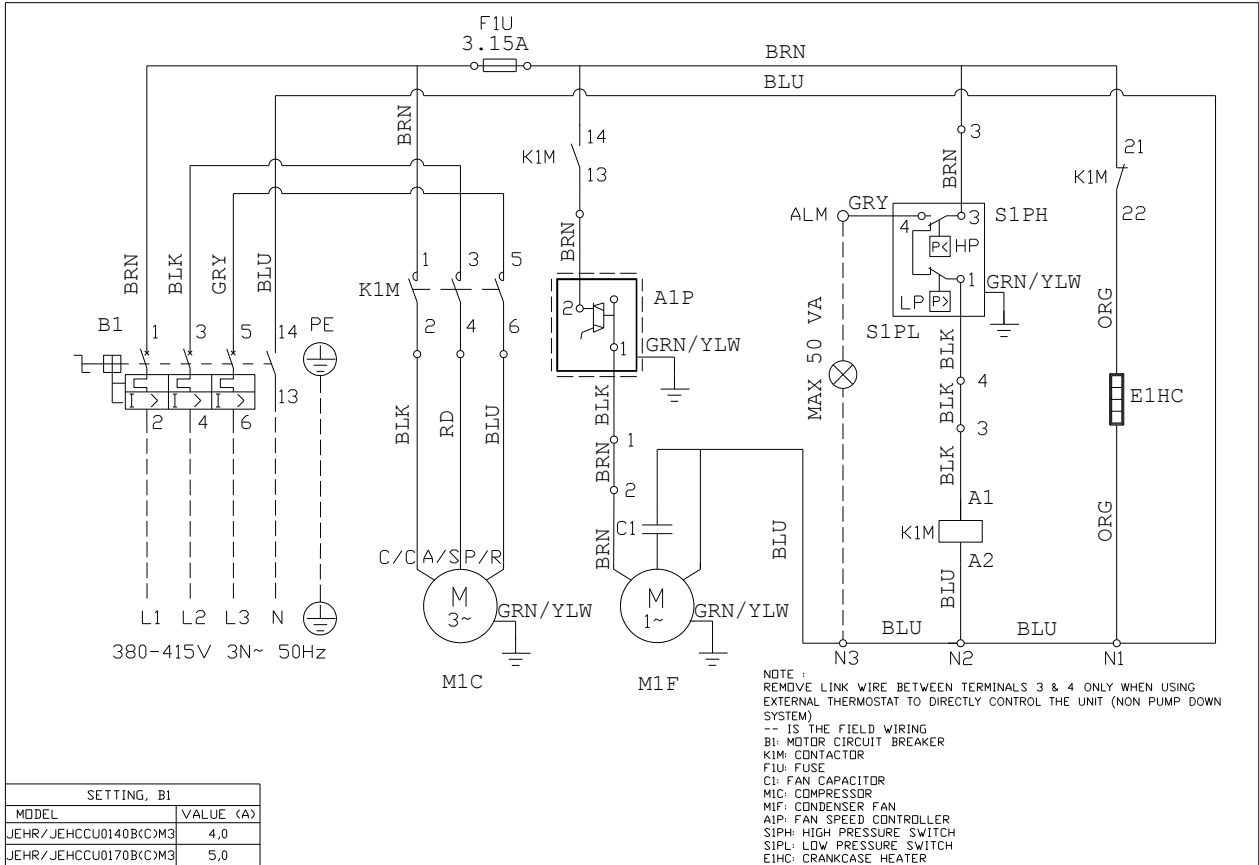 F1U
3.15A
BRN
BLU
BRN
3
14
21
K1M
13
K1M
22
BRN
GRY
ALM
4
3
S1PH
P<
HP
BRN
BLK
GRY
BLU
BRN
1
3
5
K1M
A1P
2
1
GRN/YLW
LP
P>
S1PL
B1
1
3
5
14
PE
2
4
6
GRN/YLW
1
ORG
MAX 50 VA
BLK
I >
I >
I >
13
2
4
6
BLK
RD
BLU
BLK
4
BLK
E1HC
3
BRN
1
2
BLK
A1
C1
K1M
A2
BRN
BLU
BLU
ORG
C/C
A/S
P/R
M
3~
GRN/YLW
M
1~
GRN/YLW
L1
L2
L3
N
380-415V 3N~ 50Hz
M1C
M1F
BLU
BLU
N3
N2
N1
NOTE :
REMOVE LINK WIRE BETWEEN TERMINALS 3 & 4 ONLY WHEN USING
EXTERNAL THERMOSTAT TO DIRECTLY CONTROL THE UNIT (NON PUMP DOWN
SYSTEM)
-- IS THE FIELD WIRING
B1: MOTOR CIRCUIT BREAKER
K1M: CONTACTOR
F1U: FUSE
C1: FAN CAPACITOR
M1C: COMPRESSOR
M1F: CONDENSER FAN
A1P: FAN SPEED CONTROLLER
S1PH: HIGH PRESSURE SWITCH
S1PL: LOW PRESSURE SWITCH
E1HC: CRANKCASE HEATER
SETTING, B1
MODEL VALUE (A)
JEHR/JEHCCU0140B(C)M3 4,0
JEHR/JEHCCU0170B(C)M3 5,0